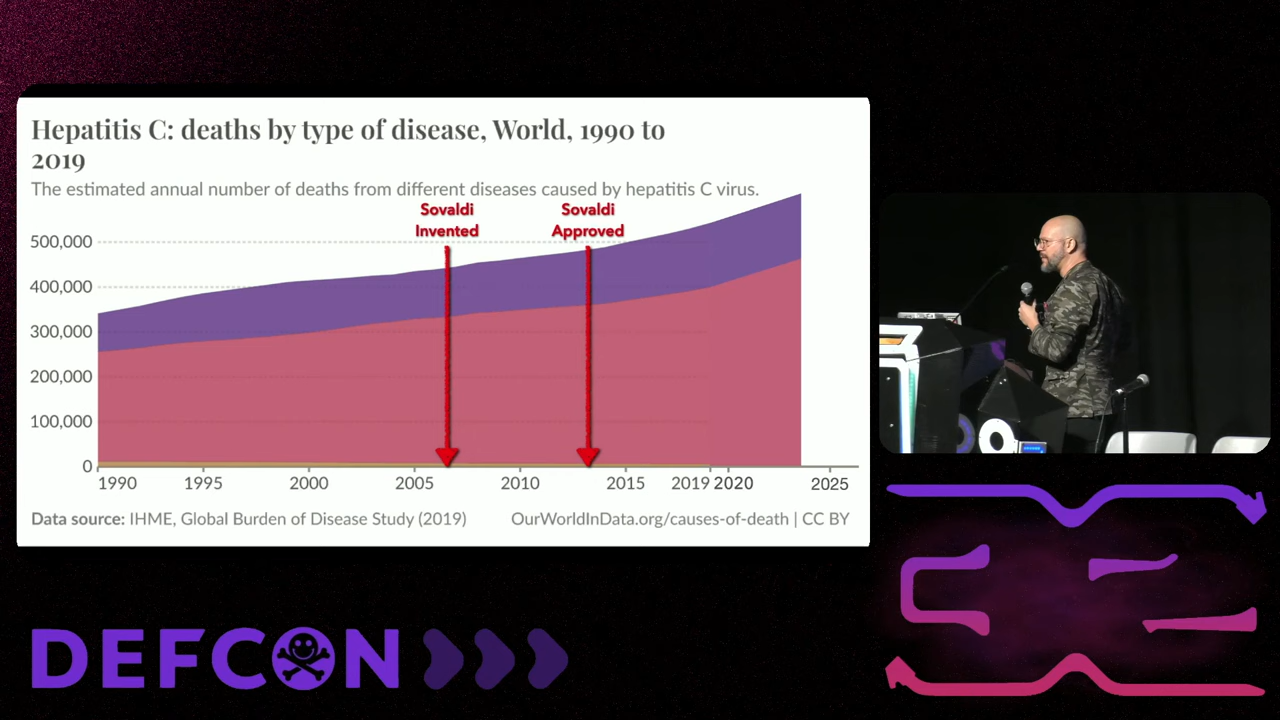 Hepatitis C: deaths by type of disease, World, 1990 to
2019
The estimated annual number of deaths from different diseases caused by hepatitis C virus.
Sovaldi
Invented
Sovaldi
Approved
500,000
400,000
300,000
200,000
100,000
0
1990 1995 2000 2005 2010 2015 2019 2020 2025
Data source: IHME, Global Burden of Disease Study (2019) OurWorldInData.org/causes-of-death | CC BY
DEFCON